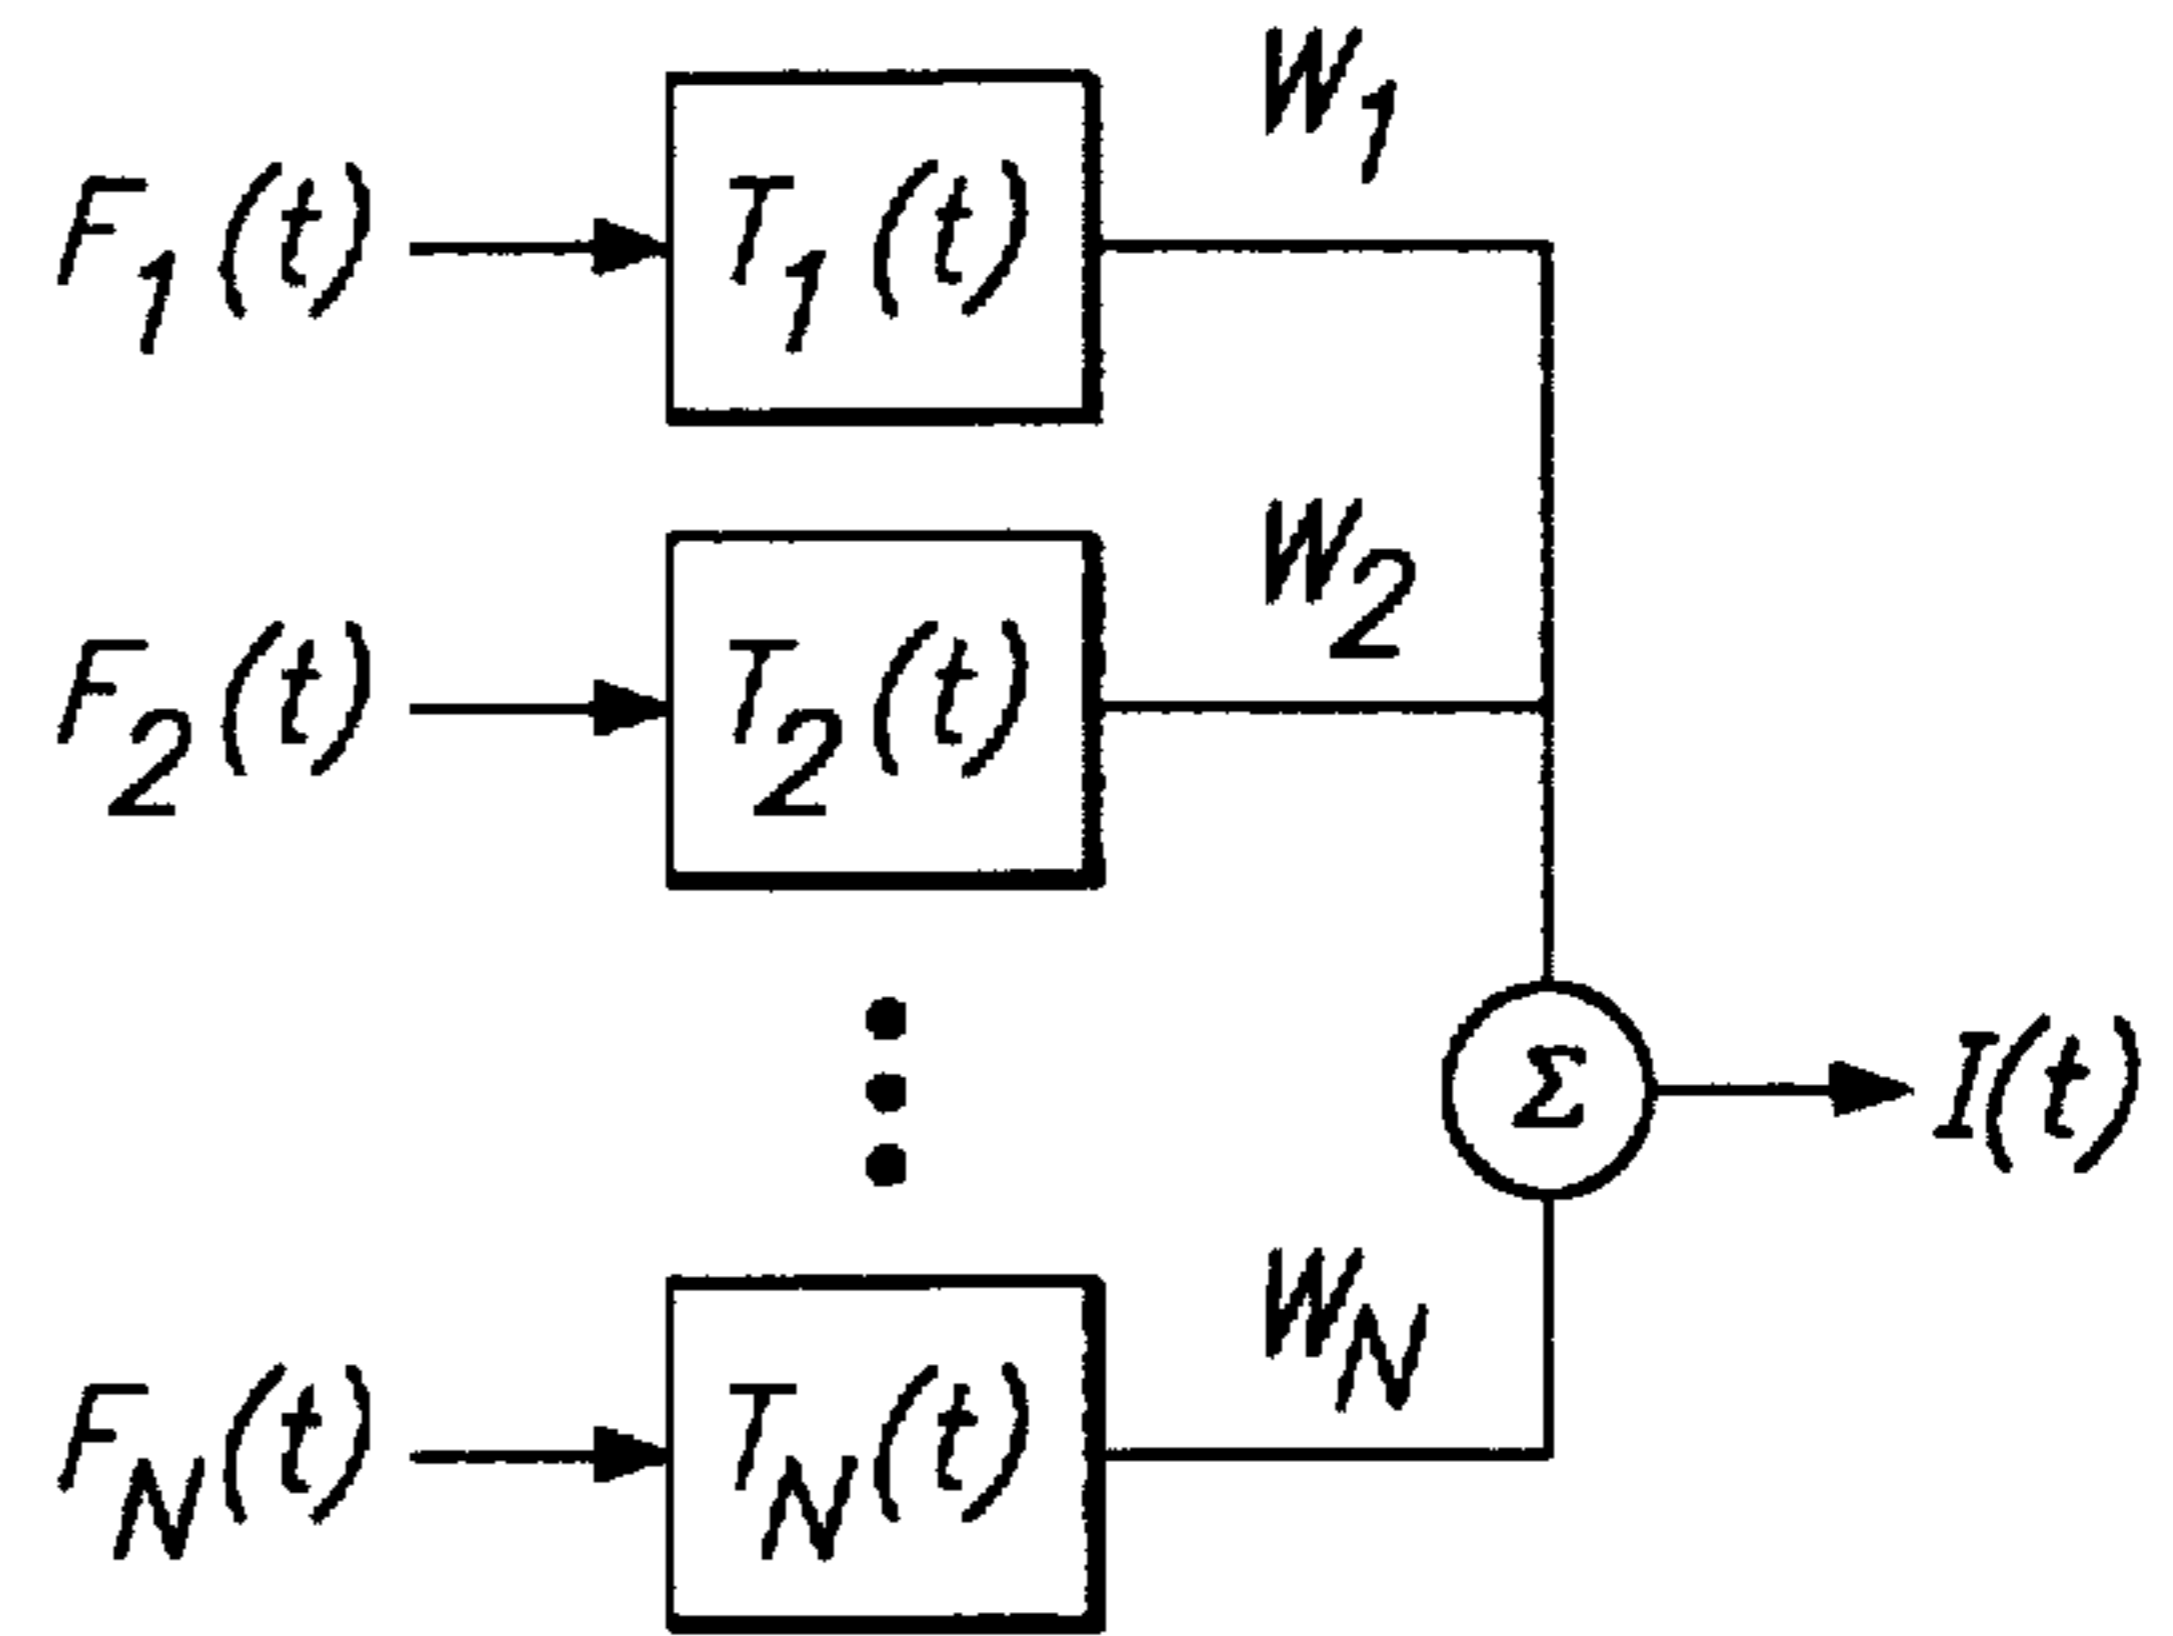 W1
F1(t) T1(t)
W2
F2(t) T2(t)
Σ I(t)
WN
FN(t) TN(t)